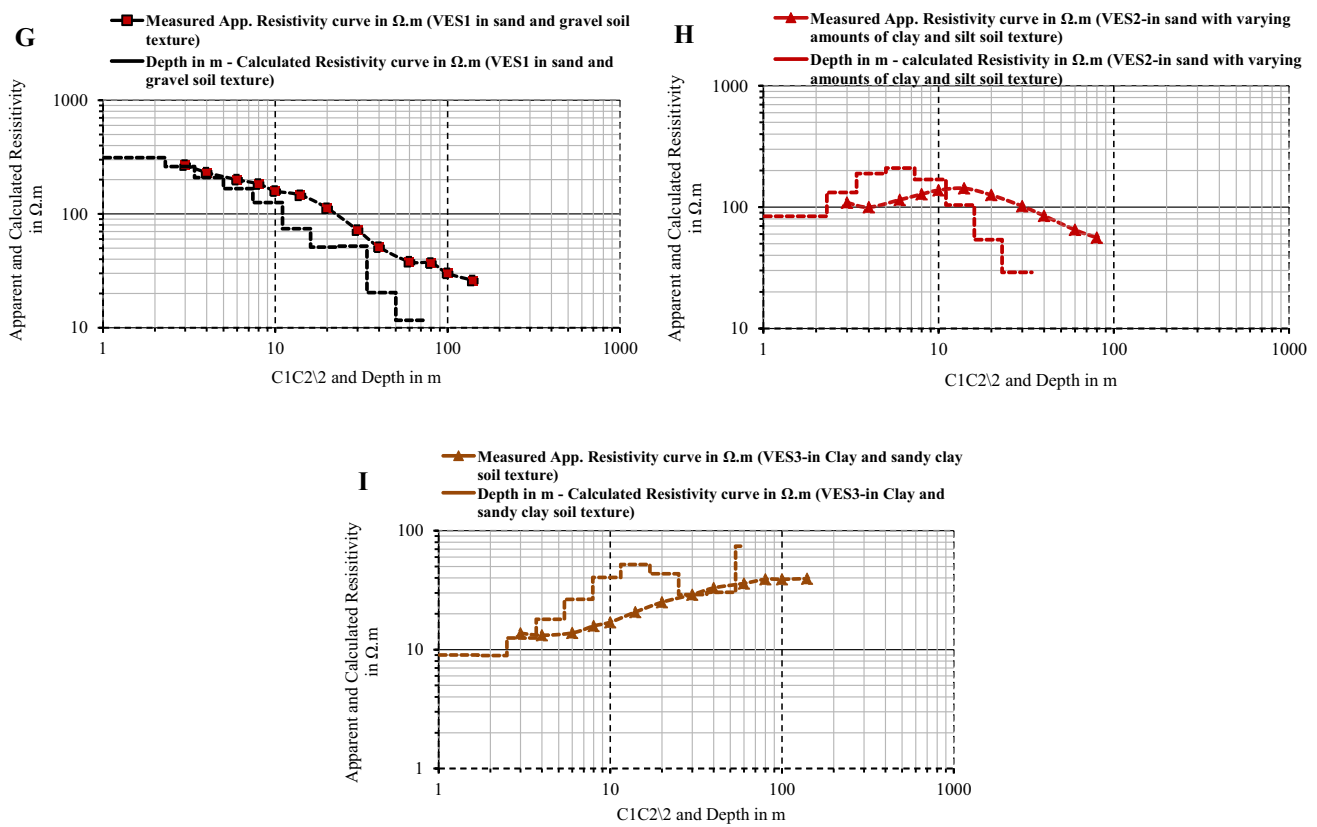 G
Measured App. Resistivity curve in Ω.m (VES1 in sand and gravel soil
texture)
Depth in m - Calculated Resistivity curve in Ω.m (VES1 in sand and
gravel soil texture)
Apparent and Calculated Resisitivity
in Ω.m
1000
100
10
1
10
100
1000
C1C2\2 and Depth in m
H
Measured App. Resistivity curve in Ω.m (VES2-in sand with varying
amounts of clay and silt soil texture)
Depth in m - calculated Resistivity curve in Ω.m (VES2-in sand with varying
amounts of clay and silt soil texture)
Apparent and Calculated Resisitivity
in Ω.m
1000
100
10
1
10
100
1000
C1C2\2 and Depth in m
I
Measured App. Resistivity curve in Ω.m (VES3-in Clay and sandy clay
soil texture)
Depth in m - Calculated Resistivity curve in Ω.m (VES3-in Clay and
sandy clay soil texture)
Apparent and Calculated Resisitivity
in Ω.m
100
10
1
1
10
100
1000
C1C2\2 and Depth in m